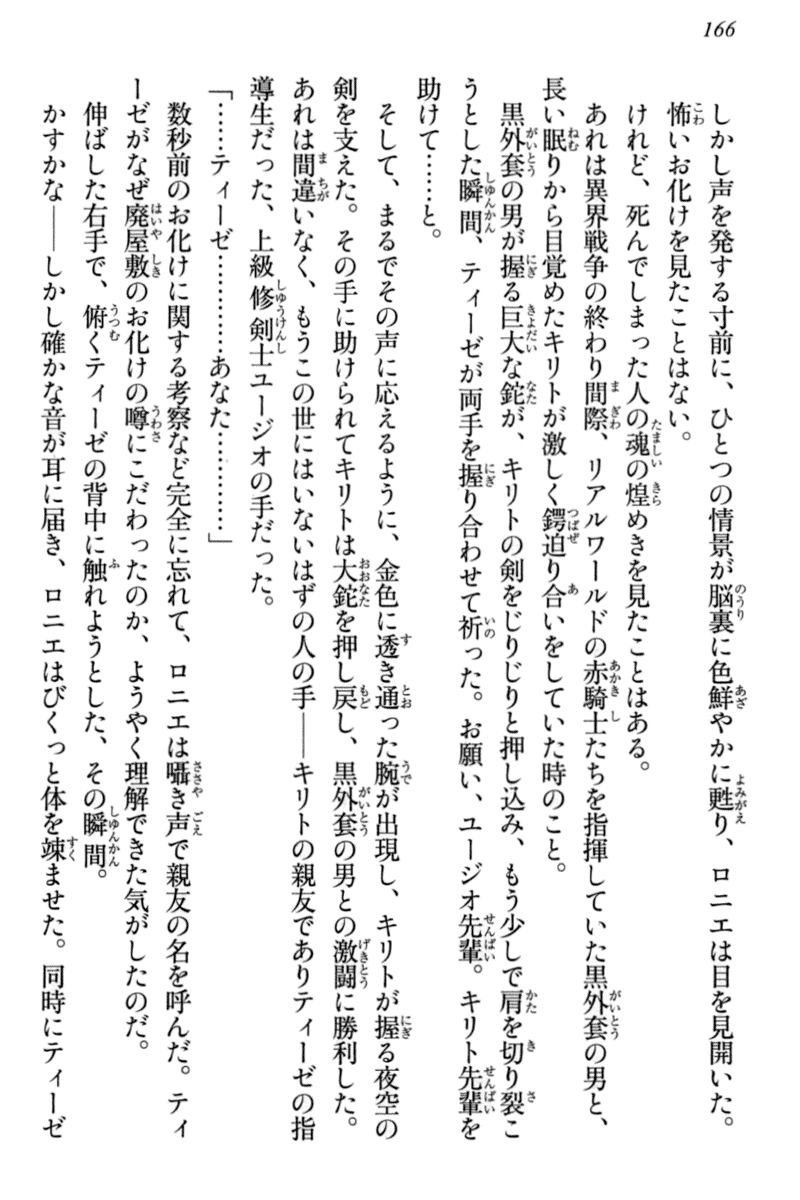 166
しかし声を発する寸前に、ひとつの情景が脳裏に色鮮やかに甦り、ロニエは目を見開いた。
怖いお化けを見たことはない。
けれど、死んでしまった人の魂の煌めきを見たことはある。
あれは異界戦争の終わり間際、リアルワールドの赤騎士たちを指揮していた黒外套の男と、
長い眠りから目覚めたキリトが激しく鍔迫り合いをしていた時のこと。
黒外套の男が握る巨大な鉈が、キリトの剣をじりじりと押し込み、もう少しで肩を切り裂こ
うとした瞬間、ティーゼが両手を握り合わせて祈った。お願い、ユージオ先輩。キリト先輩を
助けて……と。
そして、まるでその声に応えるように、金色に透き通った腕が出現し、キリトが握る夜空の
剣を支えた。その手に助けられてキリトは大鉈を押し戻し、黒外套の男との激闘に勝利した。
あれは間違いなく、もうこの世にはいないはずの人の手――キリトの親友でありティーゼの指
導生だった、上級修剣士ユージオの手だった。
「……ティーゼ…………あなた…………」
数秒前のお化けに関する考察など完全に忘れて、ロニエは囁き声で親友の名を呼んだ。ティ
ーゼがなぜ廃屋敷のお化けの噂にこだわったのか、ようやく理解できた気がしたのだ。
伸ばした右手で、俯くティーゼの背中に触れようとした、その瞬間。
かすかな――しかし確かな音が耳に届き、ロニエはびくっと体を竦ませた。同時にティーゼ